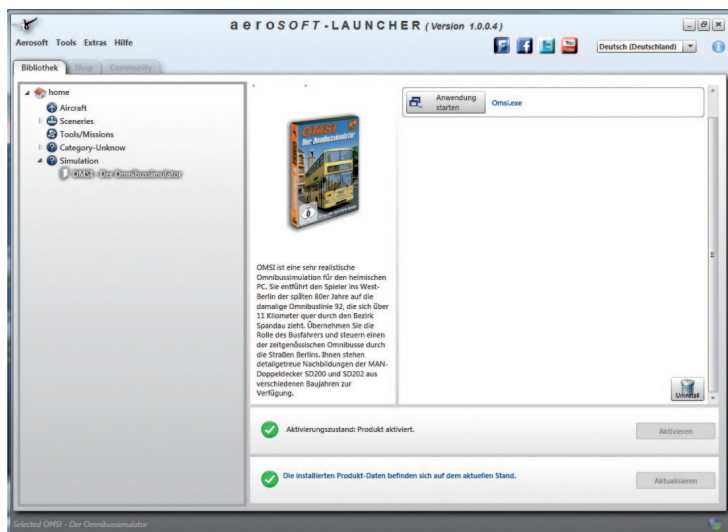 aeroSOFT-LAUNCHER (Version 1.0.0.4)
Aerosoft Tools Extras Hilfe
Deutsch (Deutschland)
Bibliothek Shop Community
home
Aircraft
Sceneries
Tools/Missions
Category-Unknow
Simulation
OMSI - Der Omnibussimulator
OMSI
Der Omnibussimulator
OMSI ist eine sehr realistische
Omnibussimulation für den heimischen
PC. Sie entführt den Spieler ins West-
Berlin der späten 80er Jahre auf die
damalige Omnibuslinie 92, die sich über
11 Kilometer quer durch den Bezirk
Spandau zieht. Übernehmen Sie die
Rolle des Busfahrers und steuern einen
der zeitgenössischen Omnibusse durch
die Straßen Berlins. Ihnen stehen
detailgetreue Nachbildungen der MAN-
Doppeldecker SD200 und SD202 aus
verschiedenen Baujahren zur
Verfügung.
Anwendung
starten
Omsi.exe
Uninstall
Aktivierungszustand: Produkt aktiviert.
Aktivieren
Die installierten Produkt-Daten befinden sich auf dem aktuellen Stand.
Aktualisieren
Selected OMSI - Der Omnibussimulator